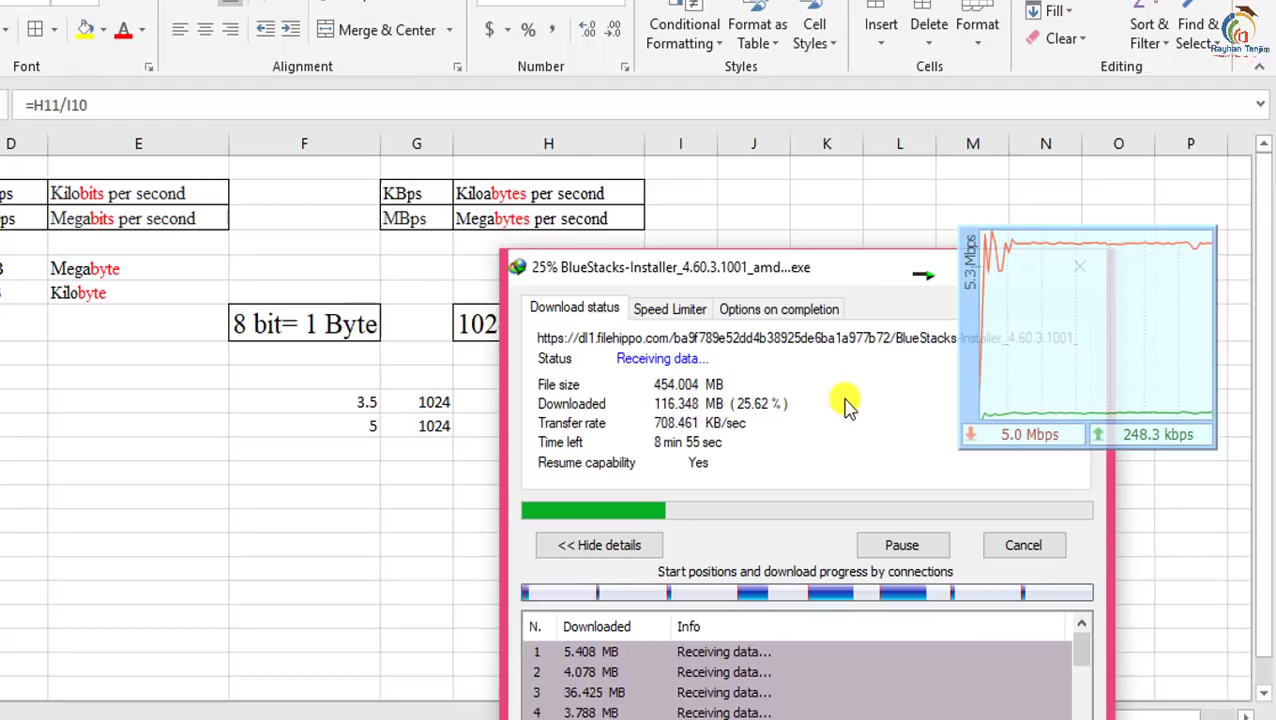 Conditional Formatting
Format as Table
Cell Styles
Insert
Delete
Format
Fill
Clear
Sort & Filter
Find & Select
Merge & Center
$ % ,
Font
Alignment
Number
Styles
Cells
Editing
Rayhan Tanjim
=H11/I10
D E F G H I J K L M N O P
ps Kilobits per second KBps Kiloabytes per second
ps Megabits per second MBps Megabytes per second
Megabyte
Kilobyte
8 bit= 1 Byte 102
3.5 1024
5 1024
25% BlueStacks-Installer_4.60.3.1001_amd...exe
Download status Speed Limiter Options on completion
https://dl1.filehippo.com/ba9f789e52dd4b38925de6ba1a977b72/BlueStacks-Installer_4.60.3.1001_
Status Receiving data...
File size 454.004 MB
Downloaded 116.348 MB ( 25.62 % )
Transfer rate 708.461 KB/sec
Time left 8 min 55 sec
Resume capability Yes
5.3 Mbps
5.0 Mbps 248.3 kbps
<< Hide details Pause Cancel
Start positions and download progress by connections
N. Downloaded Info
1 5.408 MB Receiving data...
2 4.078 MB Receiving data...
3 36.425 MB Receiving data...
4 3.788 MB Receiving data...